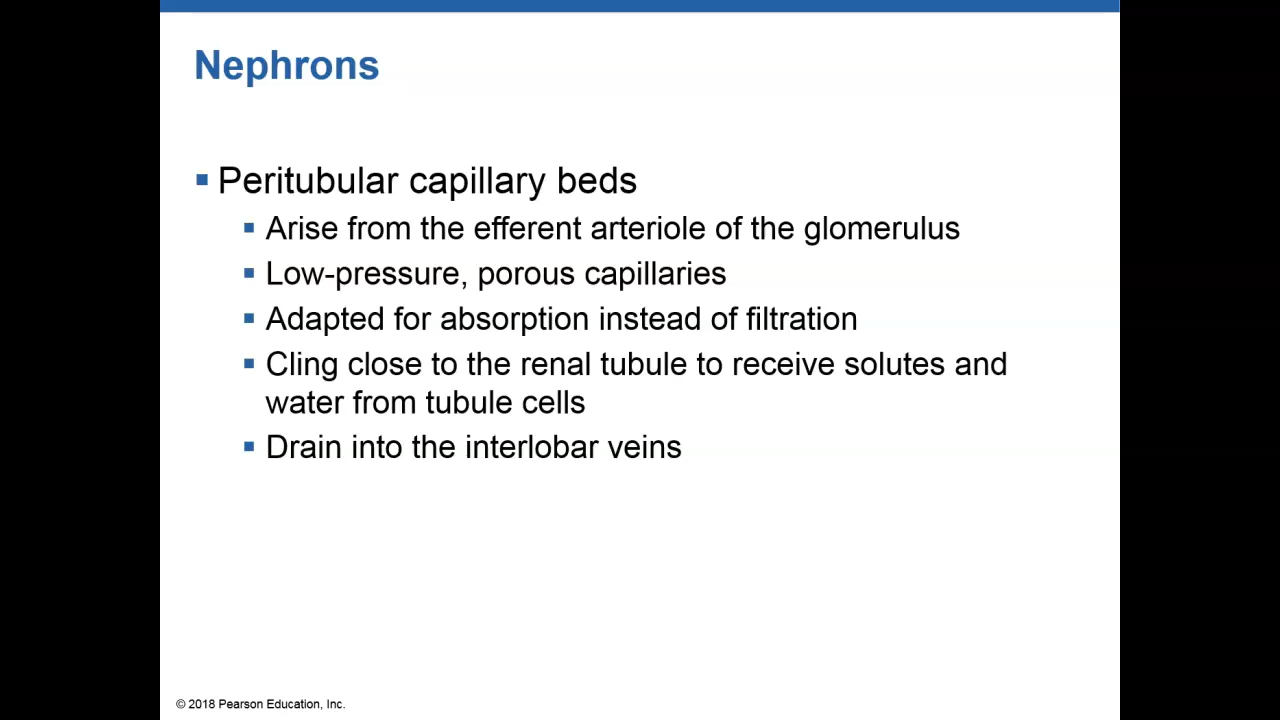 Nephrons
▪ Peritubular capillary beds
▪ Arise from the efferent arteriole of the glomerulus
▪ Low-pressure, porous capillaries
▪ Adapted for absorption instead of filtration
▪ Cling close to the renal tubule to receive solutes and
water from tubule cells
▪ Drain into the interlobar veins
© 2018 Pearson Education, Inc.